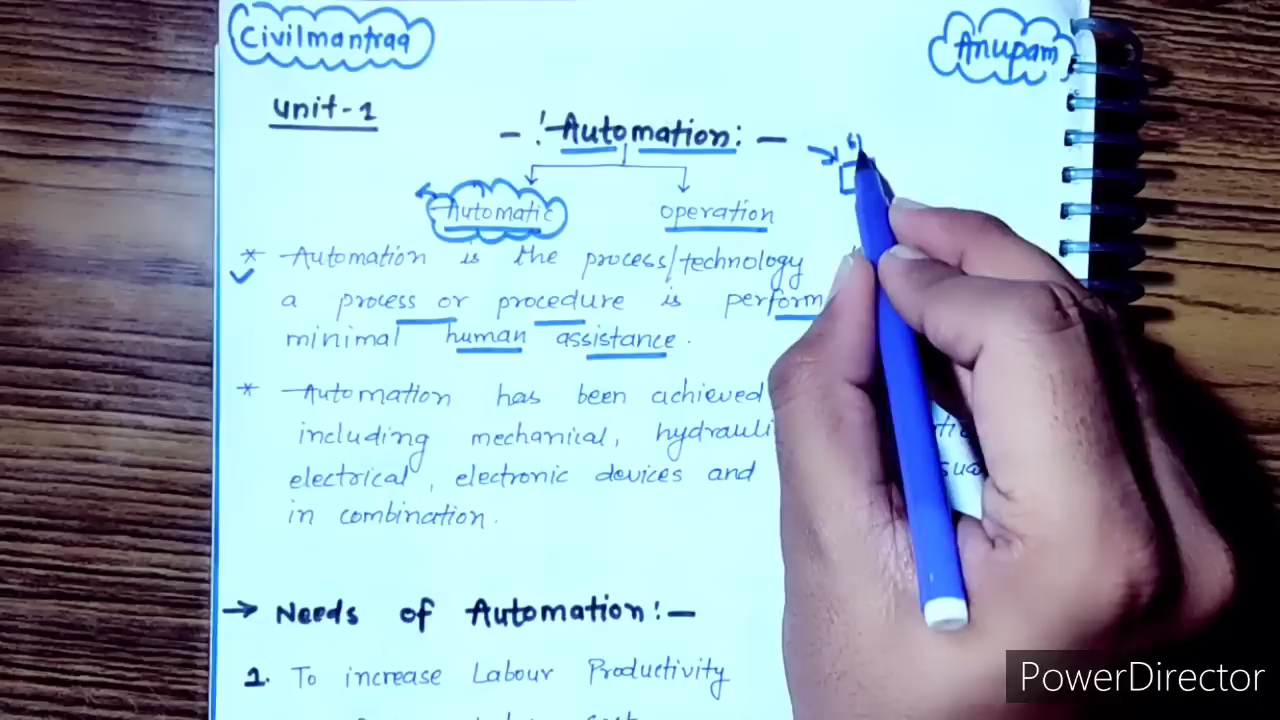 Civilmantraa
Anupam
Unit-1
-:Automation:-
Automatic operation
* Automation is the process/technology
a process or procedure is perform
minimal human assistance.
* Automation has been achieved
including mechanical, hydrauli
electrical, electronic devices and
in combination.
→ Needs of Automation:-
1. To increase Labour Productivity
cost
PowerDirector